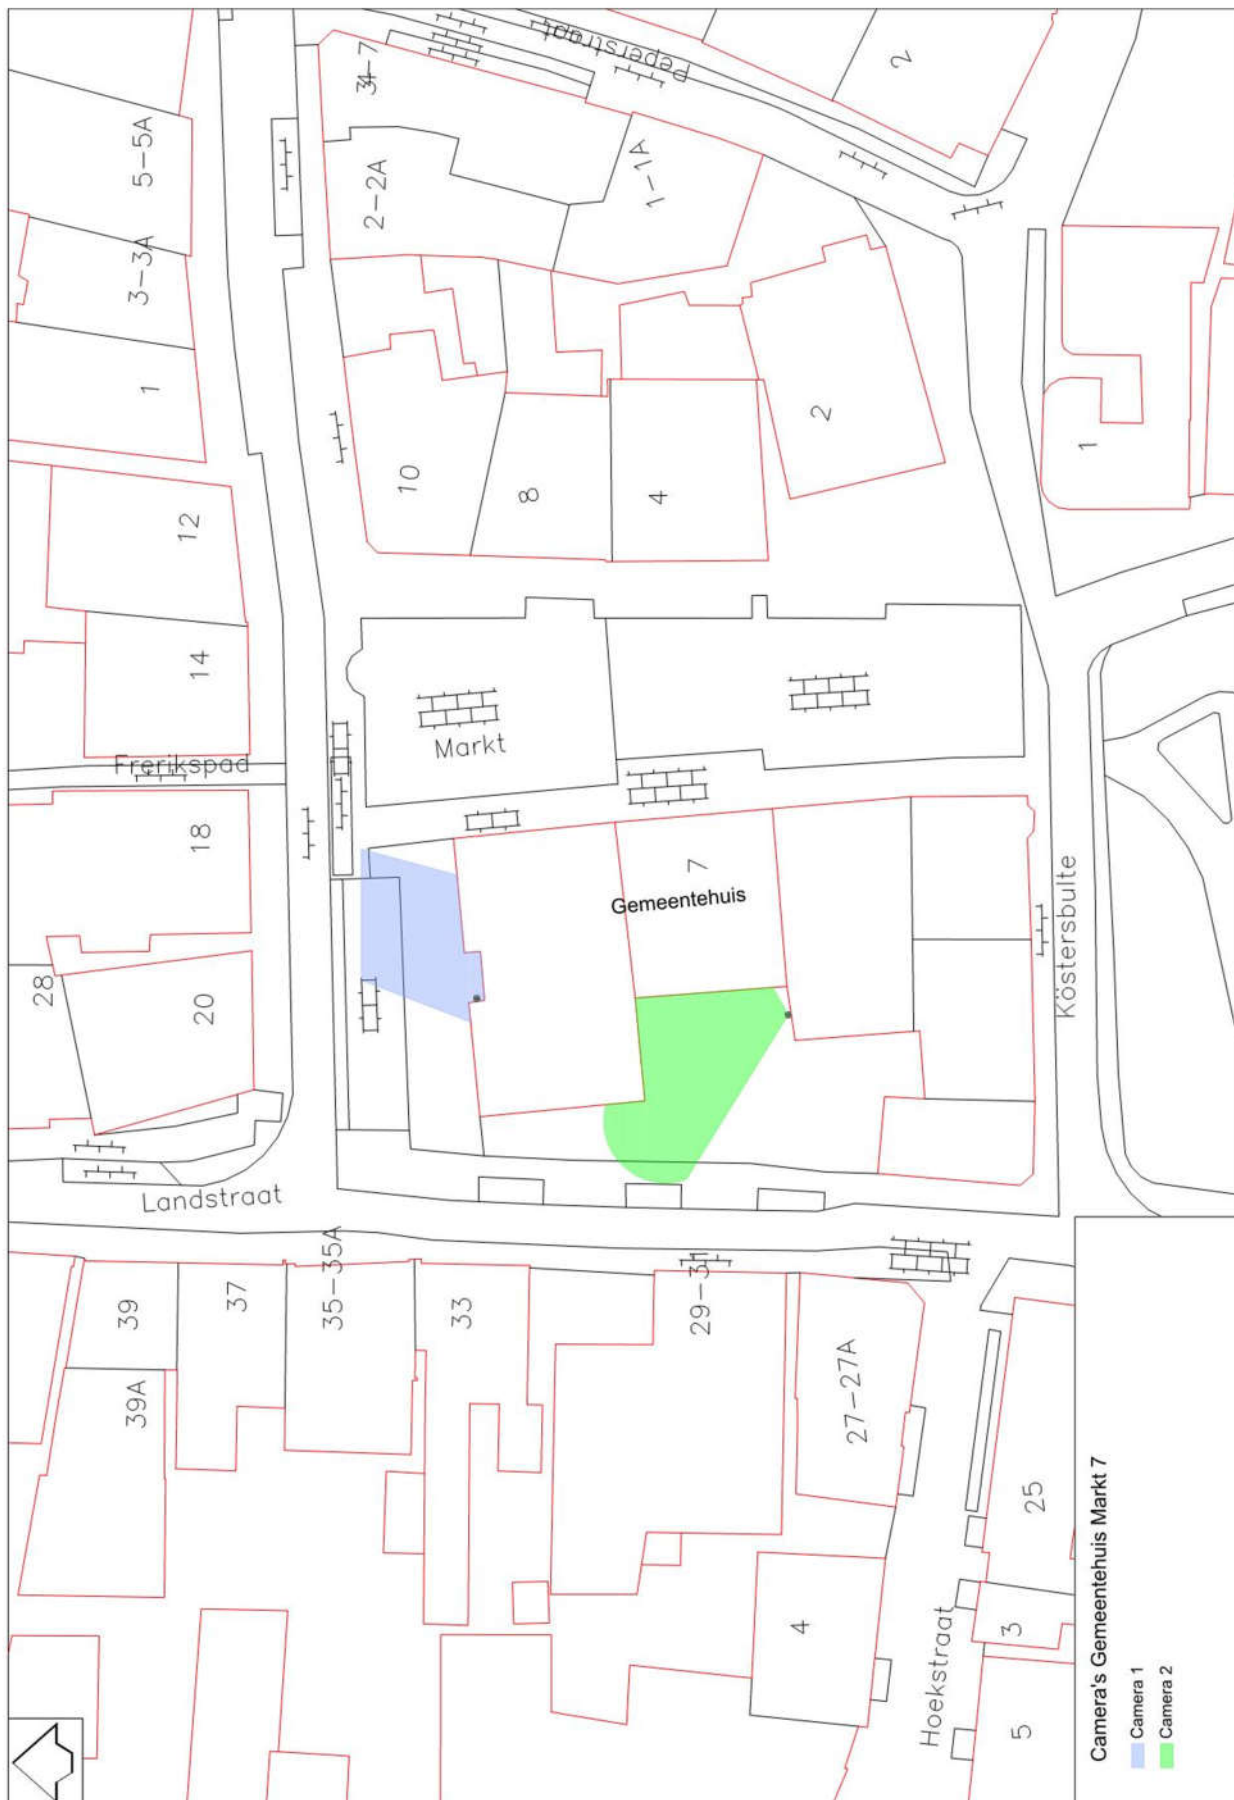 Peperstraat
34-7
2
5-5A
2-2A
1-1A
3-3A
1
2
1
10
8
4
12
14
Markt
Frerikspad
18
7
Gemeentehuis
Köstersbulte
28
20
Landstraat
39
37
35-35A
33
29-31
27-27A
39A
25
4
3
Hoekstraat
5
Camera's Gemeentehuis Markt 7
Camera 1
Camera 2